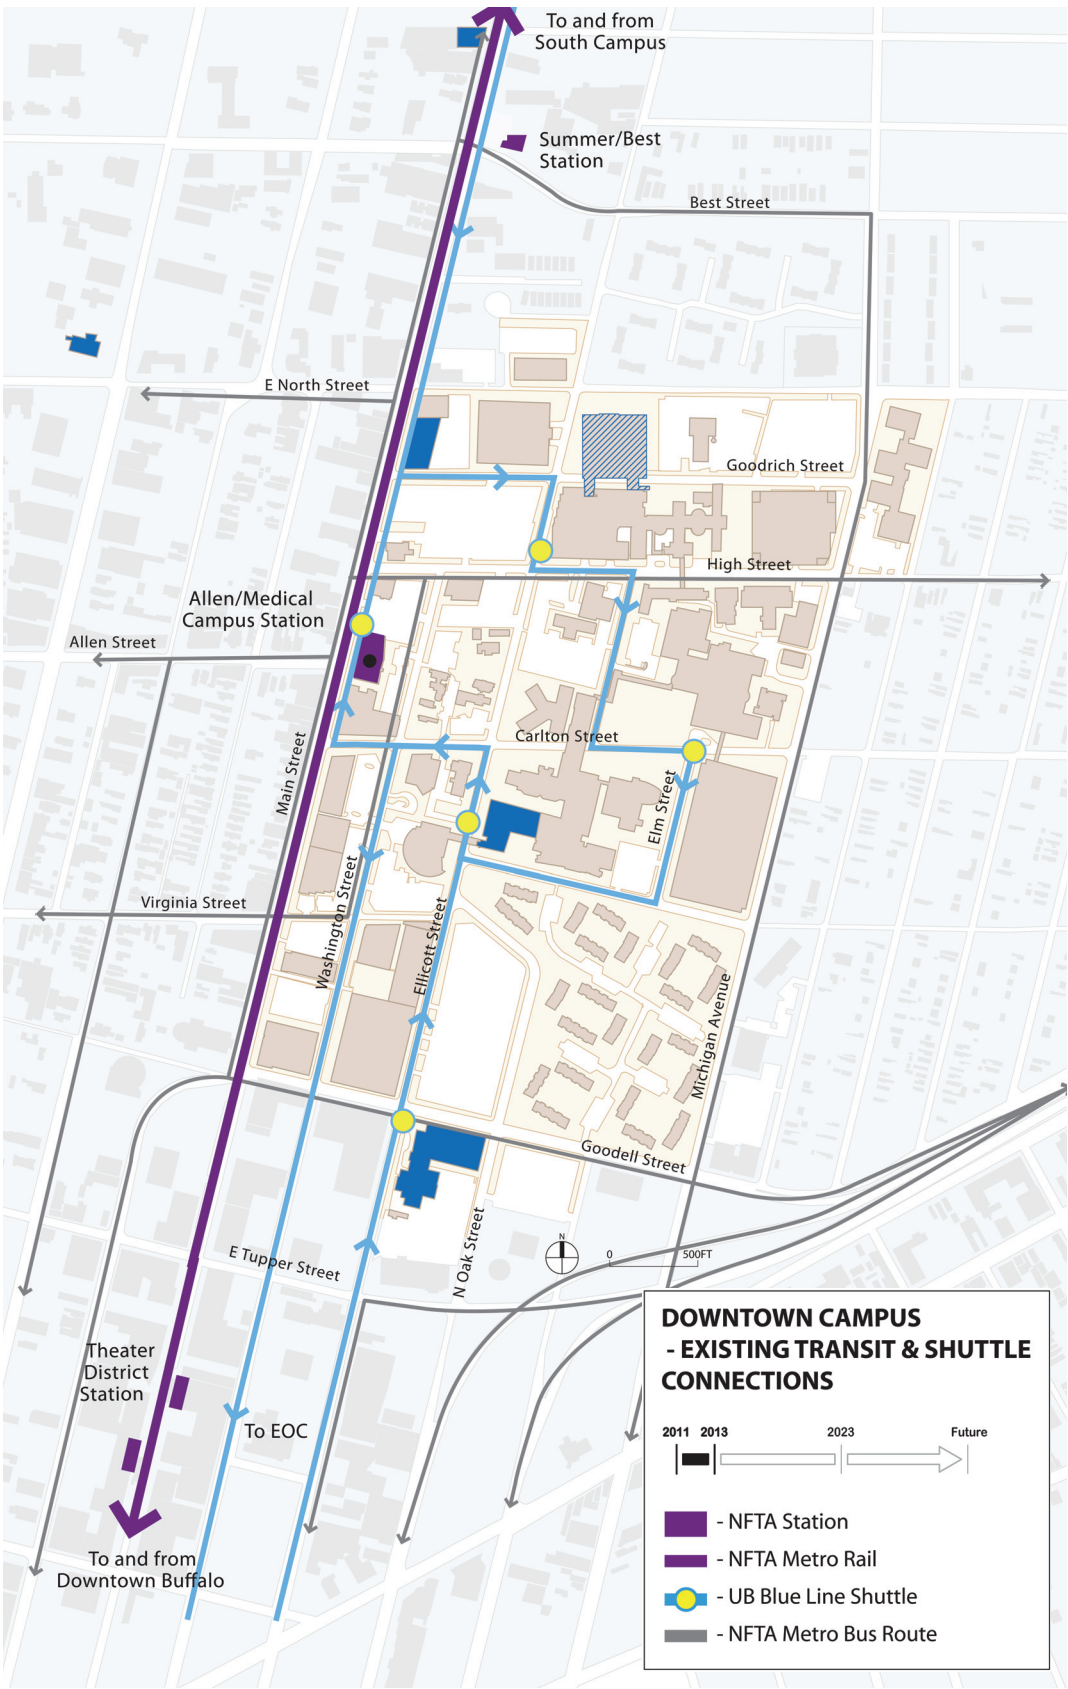 To and from
South Campus
Summer/Best
Station
Best Street
E North Street
Goodrich Street
High Street
Allen/Medical
Campus Station
Allen Street
Carlton Street
Main Street
Elm Street
Washington Street
Virginia Street
Ellicott Street
Michigan Avenue
Goodell Street
N Oak Street
N
0 500FT
E Tupper Street
Theater
District
Station
To EOC
To and from
Downtown Buffalo
DOWNTOWN CAMPUS
- EXISTING TRANSIT & SHUTTLE
CONNECTIONS
2011 2013 2023 Future
- NFTA Station
- NFTA Metro Rail
- UB Blue Line Shuttle
- NFTA Metro Bus Route